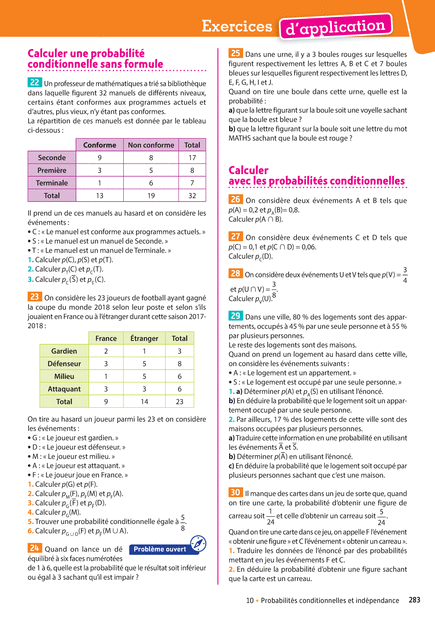 Exercices d'application
Calculer une probabilité
conditionnelle sans formule
22 Un professeur de mathématiques a trié sa bibliothèque
dans laquelle figurent 32 manuels de différents niveaux,
certains étant conformes aux programmes actuels et
d'autres, plus vieux, n'y étant pas conformes.
La répartition de ces manuels est donnée par le tableau
ci-dessous :
Conforme Non conforme Total
Seconde 9 8 17
Première 3 5 8
Terminale 1 6 7
Total 13 19 32
Il prend un de ces manuels au hasard et on considère les
événements :
• C : « Le manuel est conforme aux programmes actuels. »
• S : « Le manuel est un manuel de Seconde. »
• T : « Le manuel est un manuel de Terminale. »
1. Calculer p(C), p(S) et p(T).
2. Calculer p_T(C) et p_C(T).
3. Calculer p_C(S̅) et p_S(C).
23 On considère les 23 joueurs de football ayant gagné
la coupe du monde 2018 selon leur poste et selon s'ils
jouaient en France ou à l'étranger durant cette saison 2017-
2018 :
France Étranger Total
Gardien 2 1 3
Défenseur 3 5 8
Milieu 1 5 6
Attaquant 3 3 6
Total 9 14 23
On tire au hasard un joueur parmi les 23 et on considère
les événements :
• G : « Le joueur est gardien. »
• D : « Le joueur est défenseur. »
• M : « Le joueur est milieu. »
• A : « Le joueur est attaquant. »
• F : « Le joueur joue en France. »
1. Calculer p(G) et p(F).
2. Calculer p_M(F), p_F(M) et p_F(A).
3. Calculer p_G(F̅) et p_F̅(D).
4. Calculer p_G(M).
5. Trouver une probabilité conditionnelle égale à 5/8.
6. Calculer p_G∪D(F) et p_F(M ∪ A).
24 Quand on lance un dé Problème ouvert
équilibré à six faces numérotées
de 1 à 6, quelle est la probabilité que le résultat soit inférieur
ou égal à 3 sachant qu'il est impair ?
25 Dans une urne, il y a 3 boules rouges sur lesquelles
figurent respectivement les lettres A, B et C et 7 boules
bleues sur lesquelles figurent respectivement les lettres D,
E, F, G, H, I et J.
Quand on tire une boule dans cette urne, quelle est la
probabilité :
a) que la lettre figurant sur la boule soit une voyelle sachant
que la boule est bleue ?
b) que la lettre figurant sur la boule soit une lettre du mot
MATHS sachant que la boule est rouge ?
Calculer
avec les probabilités conditionnelles
26 On considère deux événements A et B tels que
p(A) = 0,2 et p_A(B)= 0,8.
Calculer p(A ∩ B).
27 On considère deux événements C et D tels que
p(C) = 0,1 et p(C ∩ D) = 0,06.
Calculer p_C(D).
28 On considère deux événements U et V tels que p(V) = 3/4
et p(U ∩ V) = 3/8.
Calculer p_V(U).
29 Dans une ville, 80 % des logements sont des appar-
tements, occupés à 45 % par une seule personne et à 55 %
par plusieurs personnes.
Le reste des logements sont des maisons.
Quand on prend un logement au hasard dans cette ville,
on considère les événements suivants :
• A : « Le logement est un appartement. »
• S : « Le logement est occupé par une seule personne. »
1. a) Déterminer p(A) et p_A(S) en utilisant l'énoncé.
b) En déduire la probabilité que le logement soit un appar-
tement occupé par une seule personne.
2. Par ailleurs, 17 % des logements de cette ville sont des
maisons occupées par plusieurs personnes.
a) Traduire cette information en une probabilité en utilisant
les événements A̅ et S̅.
b) Déterminer p(A̅) en utilisant l'énoncé.
c) En déduire la probabilité que le logement soit occupé par
plusieurs personnes sachant que c'est une maison.
30 Il manque des cartes dans un jeu de sorte que, quand
on tire une carte, la probabilité d'obtenir une figure de
carreau soit 1/24 et celle d'obtenir un carreau soit 5/24.
Quand on tire une carte dans ce jeu, on appelle F l'événement
« obtenir une figure » et C l'événement « obtenir un carreau ».
1. Traduire les données de l'énoncé par des probabilités
mettant en jeu les événements F et C.
2. En déduire la probabilité d'obtenir une figure sachant
que la carte est un carreau.
10 • Probabilités conditionnelles et indépendance 283